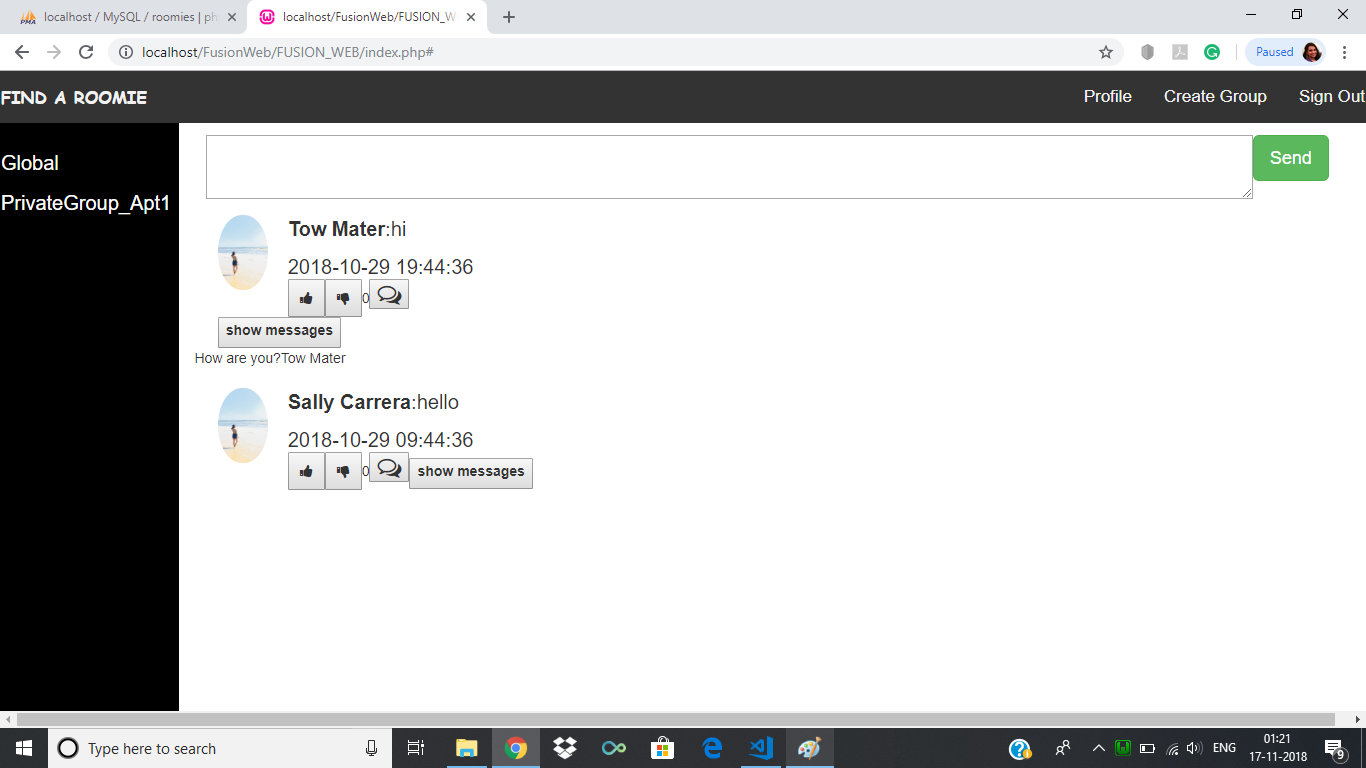 localhost / MySQL / roomies | ph
localhost/FusionWeb/FUSION_W
localhost/FusionWeb/FUSION_WEB/index.php#
Paused
FIND A ROOMIE
Profile
Create Group
Sign Out
Global
PrivateGroup_Apt1
Send
Tow Mater:hi
2018-10-29 19:44:36
0
show messages
How are you?Tow Mater
Sally Carrera:hello
2018-10-29 09:44:36
0
show messages
Type here to search
ENG
01:21
17-11-2018
9